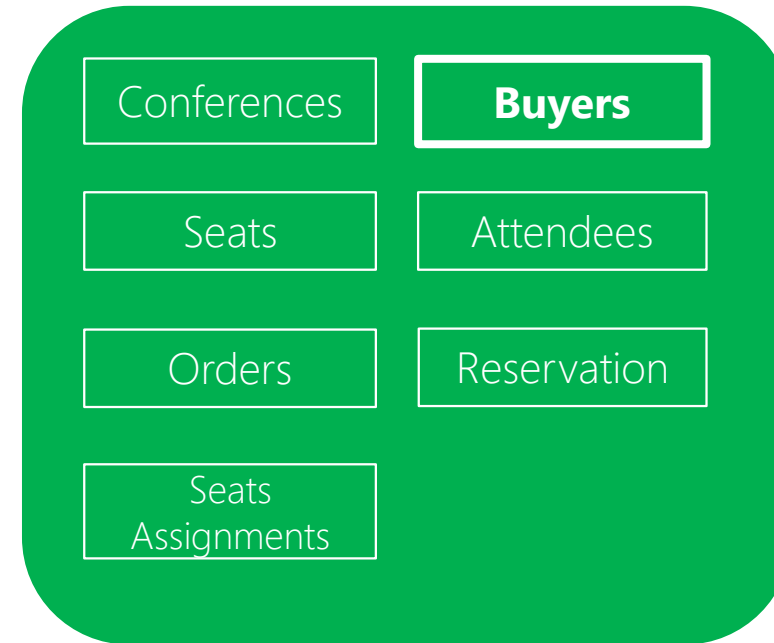 Conferences
Buyers
Seats
Attendees
Orders
Reservation
Seats
Assignments